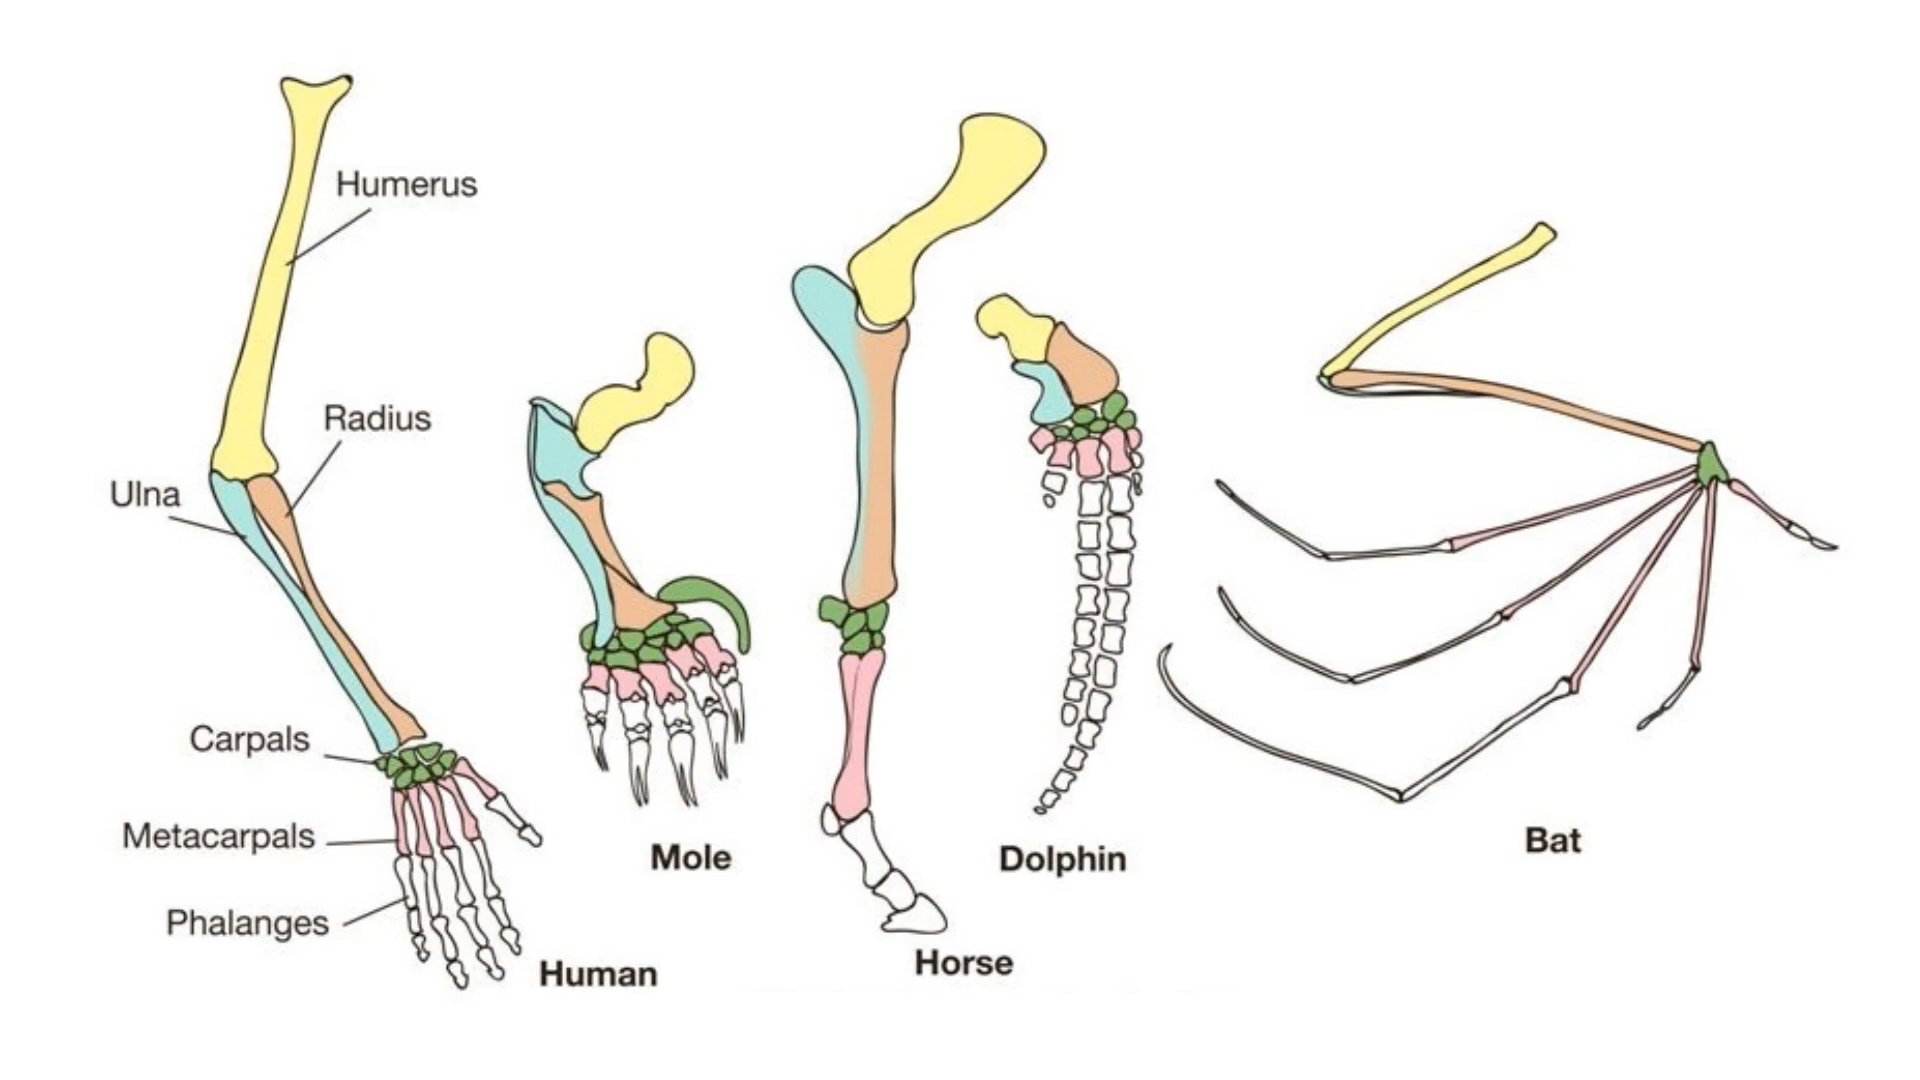 Humerus
Radius
Ulna
Carpals
Metacarpals
Phalanges
Human
Mole
Horse
Dolphin
Bat